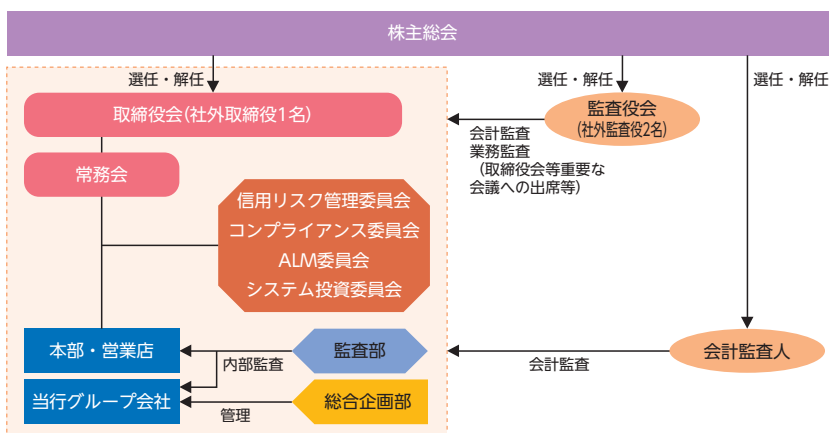 株主総会
選任・解任
選任・解任
選任・解任
取締役会(社外取締役1名)
監査役会
(社外監査役2名)
会計監査
業務監査
(取締役会等重要な
会議への出席等)
常務会
信用リスク管理委員会
コンプライアンス委員会
ALM委員会
システム投資委員会
本部・営業店
監査部
内部監査
会計監査
会計監査人
当行グループ会社
総合企画部
管理